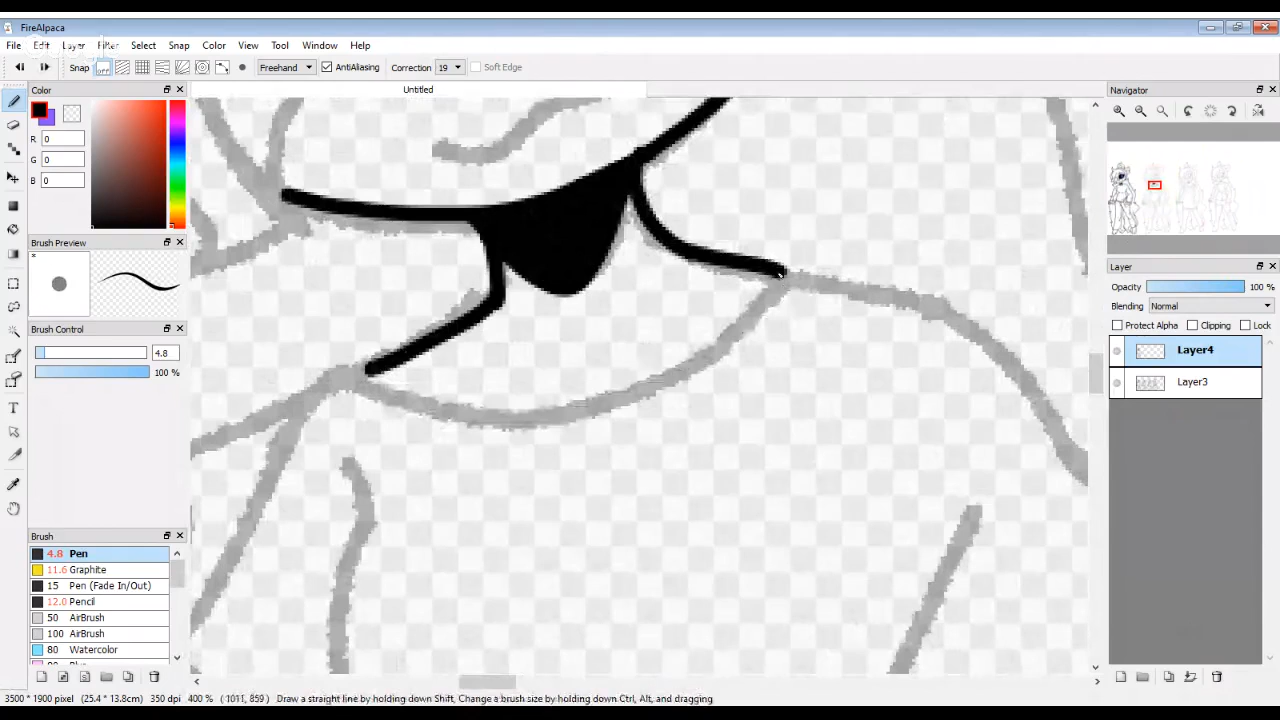 FireAlpaca
File Edit Layer Filter Select Snap Color View Tool Window Help
Snap OFF Freehand AntiAliasing Correction 19 Soft Edge
Color Untitled Navigator
R 0
G 0
B 0
Brush Preview
Layer
Opacity 100 %
Blending Normal
Protect Alpha Clipping Lock
Brush Control
4.8
100 %
Layer4
Layer3
Brush
4.8 Pen
11.6 Graphite
15 Pen (Fade In/Out)
12.0 Pencil
50 AirBrush
100 AirBrush
80 Watercolor
3500 * 1900 pixel (25.4 * 13.8cm) 350 dpi 400 % (1011, 859) Draw a straight line by holding down Shift, Change a brush size by holding down Ctrl, Alt, and dragging